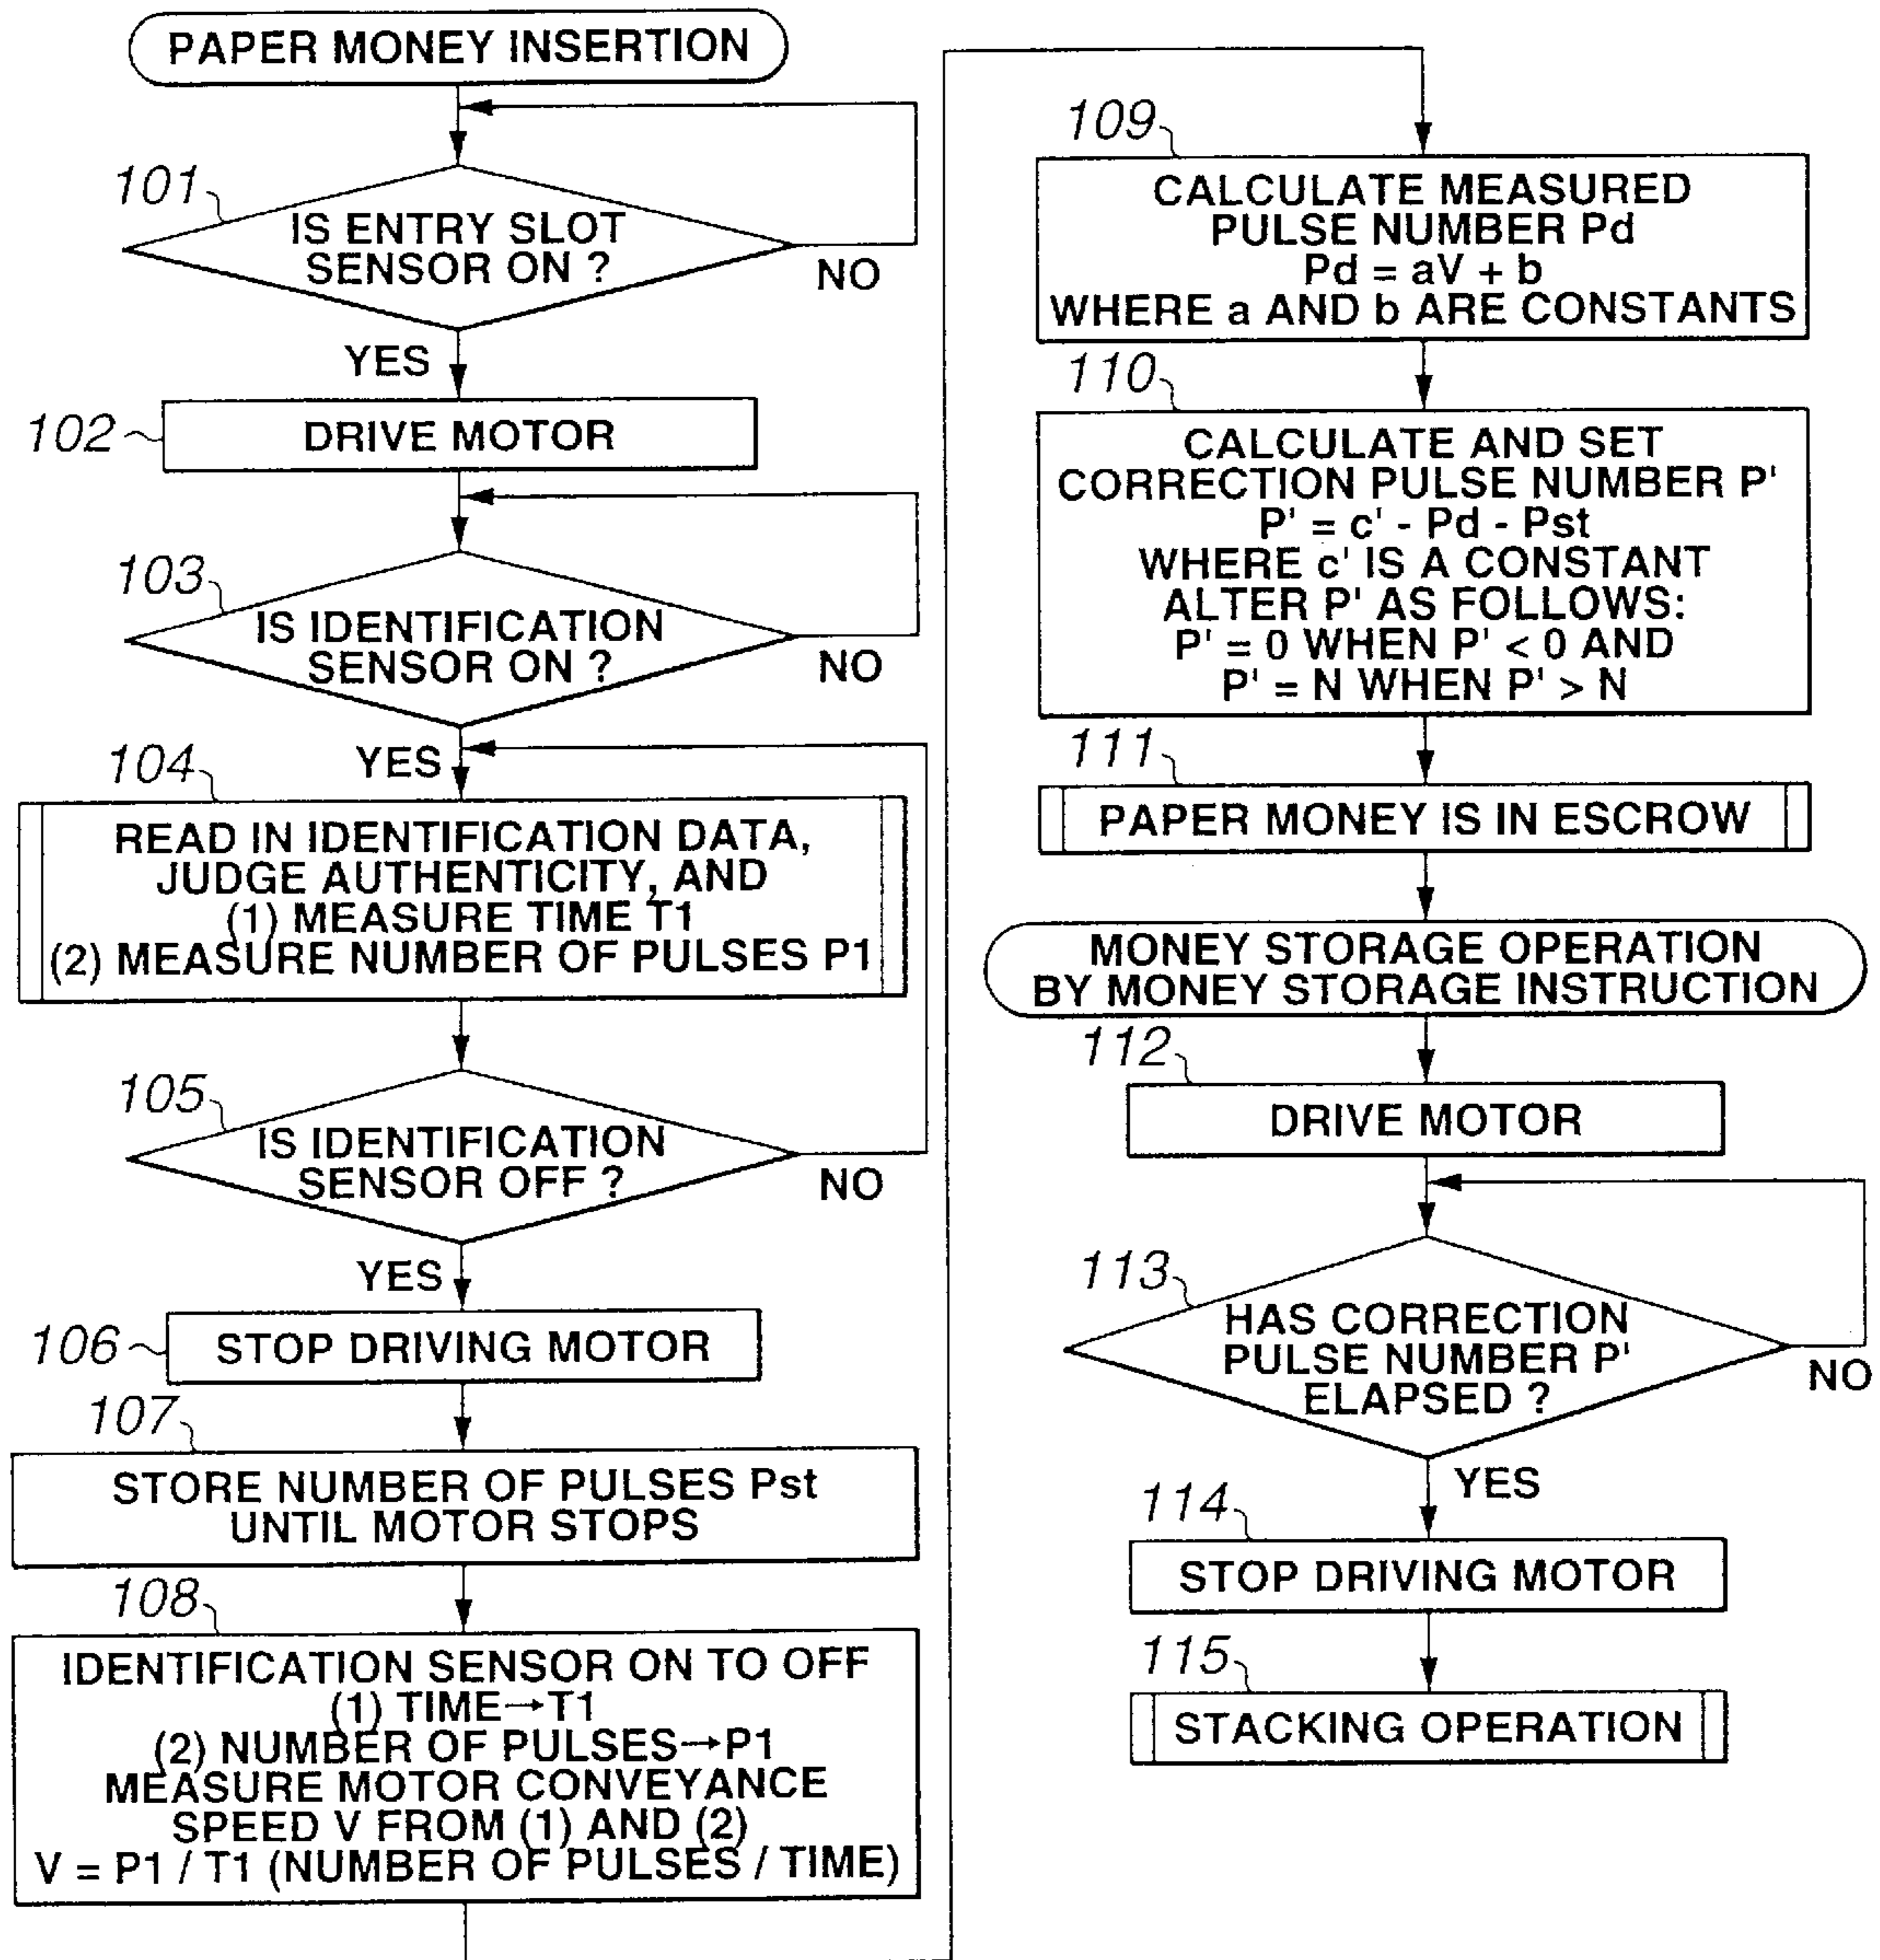 PAPER MONEY INSERTION
101
IS ENTRY SLOT
SENSOR ON ?
NO
YES
102
DRIVE MOTOR
103
IS IDENTIFICATION
SENSOR ON ?
NO
YES
104
READ IN IDENTIFICATION DATA,
JUDGE AUTHENTICITY, AND
(1) MEASURE TIME T1
(2) MEASURE NUMBER OF PULSES P1
105
IS IDENTIFICATION
SENSOR OFF ?
NO
YES
106
STOP DRIVING MOTOR
107
STORE NUMBER OF PULSES Pst
UNTIL MOTOR STOPS
108
IDENTIFICATION SENSOR ON TO OFF
(1) TIME→T1
(2) NUMBER OF PULSES→P1
MEASURE MOTOR CONVEYANCE
SPEED V FROM (1) AND (2)
V = P1 / T1 (NUMBER OF PULSES / TIME)
109
CALCULATE MEASURED
PULSE NUMBER Pd
Pd = aV + b
WHERE a AND b ARE CONSTANTS
110
CALCULATE AND SET
CORRECTION PULSE NUMBER P'
P' = c' - Pd - Pst
WHERE c' IS A CONSTANT
ALTER P' AS FOLLOWS:
P' = 0 WHEN P' < 0 AND
P' = N WHEN P' > N
111
PAPER MONEY IS IN ESCROW
MONEY STORAGE OPERATION
BY MONEY STORAGE INSTRUCTION
112
DRIVE MOTOR
113
HAS CORRECTION
PULSE NUMBER P'
ELAPSED ?
NO
YES
114
STOP DRIVING MOTOR
115
STACKING OPERATION